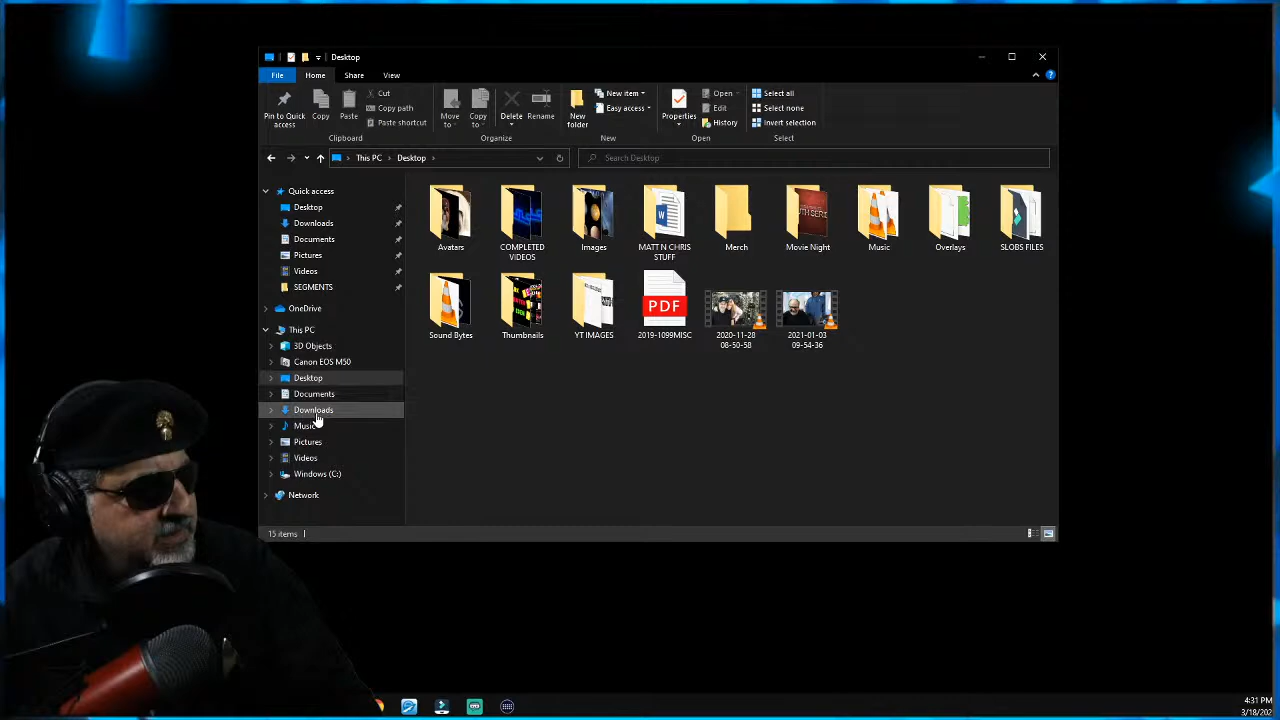 Desktop
File Home Share View
Pin to Quick access
Copy
Paste
Cut
Copy path
Paste shortcut
Clipboard
Move to
Copy to
Delete
Rename
Organize
New folder
New item
Easy access
New
Properties
Open
Edit
History
Open
Select all
Select none
Invert selection
Select
This PC > Desktop >
Search Desktop
Quick access
Desktop
Downloads
Documents
Pictures
Videos
SEGMENTS
OneDrive
This PC
3D Objects
Canon EOS M50
Desktop
Documents
Downloads
Music
Pictures
Videos
Windows (C:)
Network
Avatars
COMPLETED VIDEOS
Images
MATT N CHRIS STUFF
Merch
Movie Night
Music
Overlays
SLOBS FILES
Sound Bytes
Thumbnails
YT IMAGES
PDF
2019-1099MISC
2020-11-28 08-50-58
2021-01-03 09-54-36
15 items
4:31 PM
3/18/202